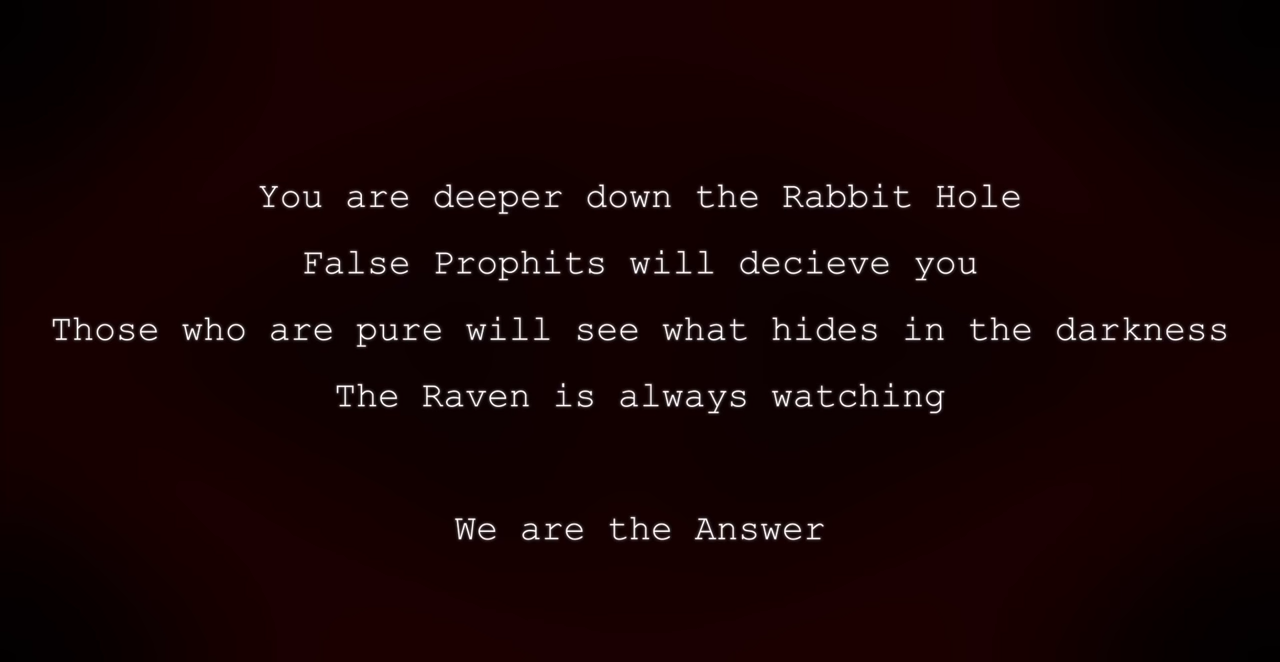 You are deeper down the Rabbit Hole
False Prophits will decieve you
Those who are pure will see what hides in the darkness
The Raven is always watching
We are the Answer